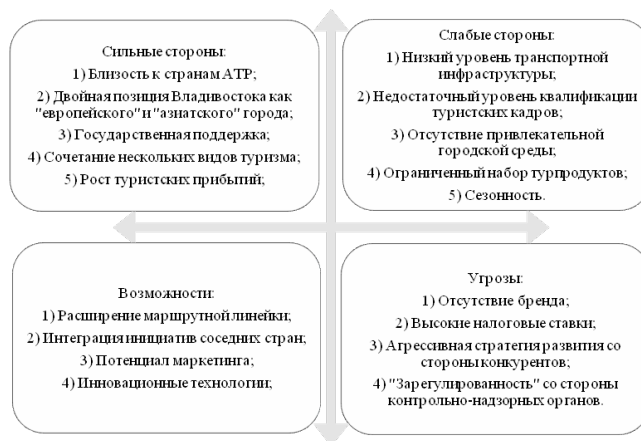 Сильные стороны:
1) Близость к странам АТР;
2) Двойная позиция Владивостока как
"европейского" и "азиатского" города;
3) Государственная поддержка;
4) Сочетание нескольких видов туризма;
5) Рост туристских прибытий;
Слабые стороны:
1) Низкий уровень транспортной
инфраструктуры;
2) Недостаточный уровень квалификации
туристских кадров;
3) Отсутствие привлекательной
городской среды;
4) Ограниченный набор турпродуктов;
5) Сезонность.
Возможности:
1) Расширение маршрутной линейки;
2) Интеграция инициатив соседних стран;
3) Потенциал маркетинга;
4) Инновационные технологии;
Угрозы:
1) Отсутствие бренда;
2) Высокие налоговые ставки;
3) Агрессивная стратегия развития со
стороны конкурентов;
4) "Зарегулированность" со стороны
контрольно-надзорных органов.